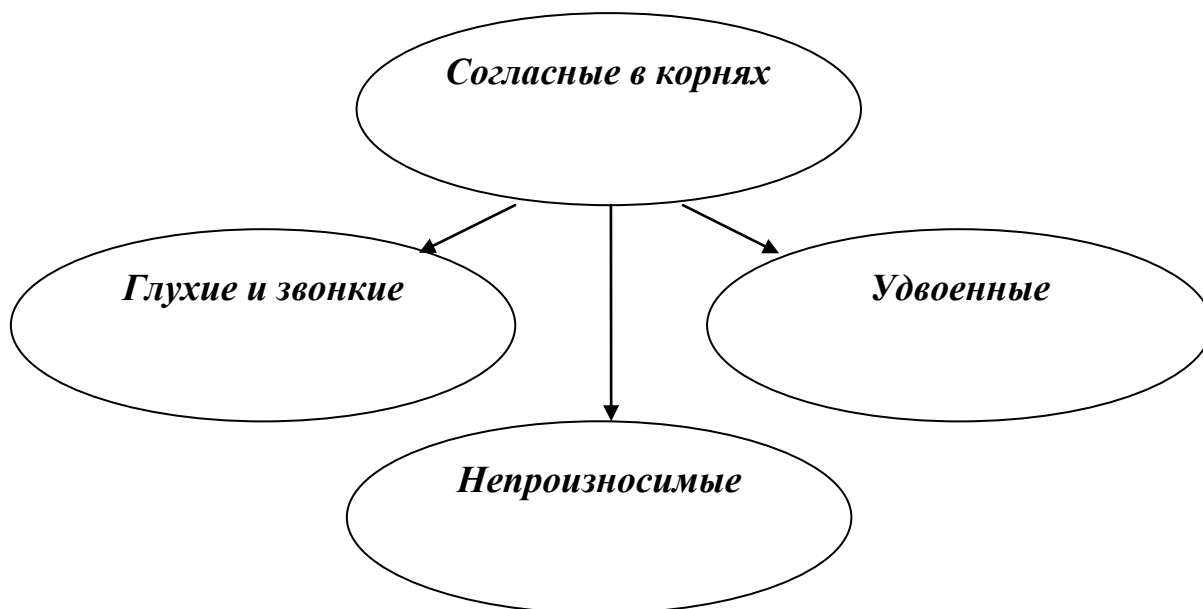 Согласные в корнях
Глухие и звонкие
Удвоенные
Непроизносимые